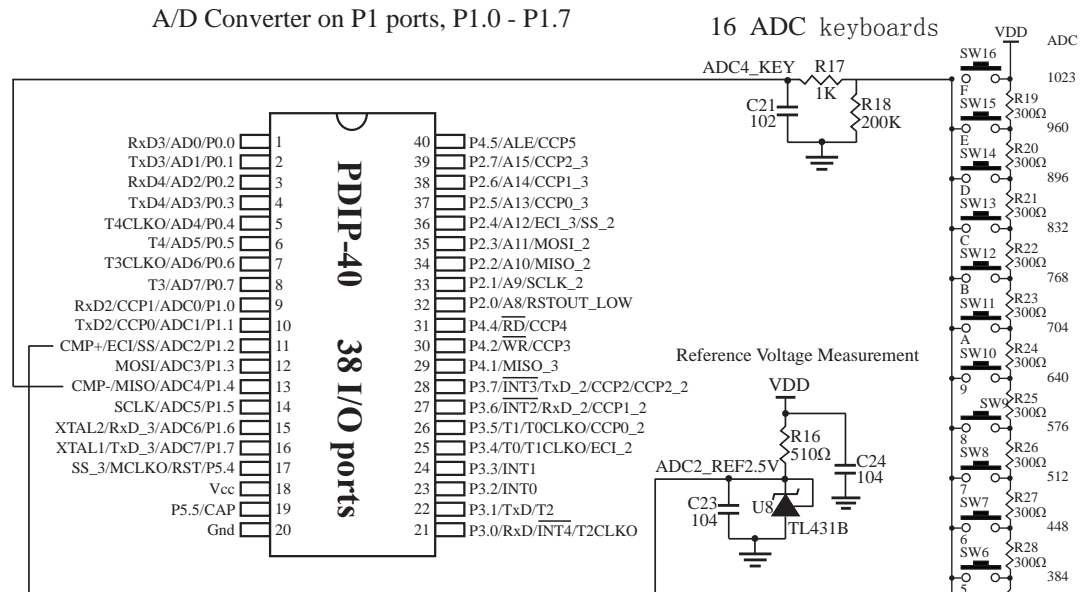 A/D Converter on P1 ports, P1.0 - P1.7
16 ADC keyboards
VDD
ADC
ADC4_KEY
R17
1K
C21
102
R18
200K
SW16
F
1023
R19
300Ω
SW15
E
960
R20
300Ω
SW14
D
896
R21
300Ω
SW13
C
832
R22
300Ω
SW12
B
768
R23
300Ω
SW11
A
704
R24
300Ω
SW10
9
640
R25
300Ω
SW9
8
576
R26
300Ω
SW8
7
512
R27
300Ω
SW7
6
448
R28
300Ω
SW6
5
384
PDIP-40 38 I/O ports
RxD3/AD0/P0.0 1
TxD3/AD1/P0.1 2
RxD4/AD2/P0.2 3
TxD4/AD3/P0.3 4
T4CLKO/AD4/P0.4 5
T4/AD5/P0.5 6
T3CLKO/AD6/P0.6 7
T3/AD7/P0.7 8
RxD2/CCP1/ADC0/P1.0 9
TxD2/CCP0/ADC1/P1.1 10
CMP+/ECI/SS/ADC2/P1.2 11
MOSI/ADC3/P1.3 12
CMP-/MISO/ADC4/P1.4 13
SCLK/ADC5/P1.5 14
XTAL2/RxD_3/ADC6/P1.6 15
XTAL1/TxD_3/ADC7/P1.7 16
SS_3/MCLKO/RST/P5.4 17
Vcc 18
P5.5/CAP 19
Gnd 20
40 P4.5/ALE/CCP5
39 P2.7/A15/CCP2_3
38 P2.6/A14/CCP1_3
37 P2.5/A13/CCP0_3
36 P2.4/A12/ECI_3/SS_2
35 P2.3/A11/MOSI_2
34 P2.2/A10/MISO_2
33 P2.1/A9/SCLK_2
32 P2.0/A8/RSTOUT_LOW
31 P4.4/RD/CCP4
30 P4.2/WR/CCP3
29 P4.1/MISO_3
28 P3.7/INT3/TxD_2/CCP2/CCP2_2
27 P3.6/INT2/RxD_2/CCP1_2
26 P3.5/T1/T0CLKO/CCP0_2
25 P3.4/T0/T1CLKO/ECI_2
24 P3.3/INT1
23 P3.2/INT0
22 P3.1/TxD/T2
21 P3.0/RxD/INT4/T2CLKO
Reference Voltage Measurement
VDD
R16
510Ω
ADC2_REF2.5V
C24
104
C23
104
U8
TL431B